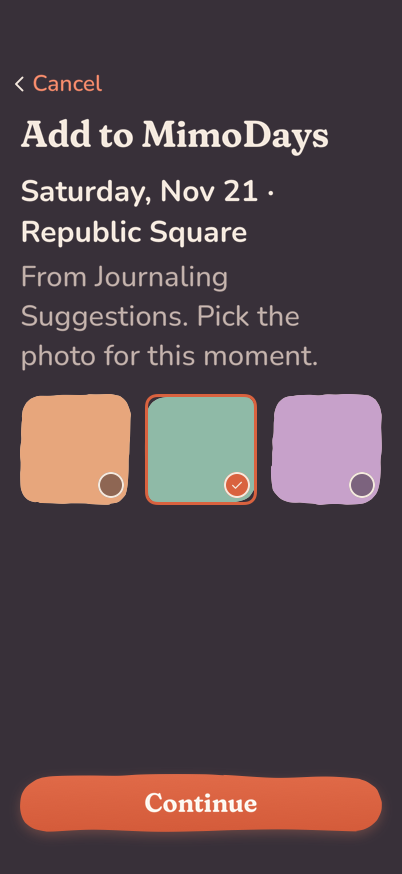 Cancel
Add to MimoDays
Saturday, Nov 21 ·
Republic Square
From Journaling
Suggestions. Pick the
photo for this moment.
Continue